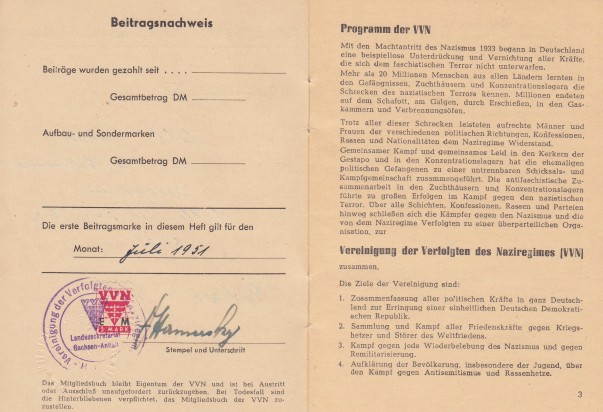 Beitragsnachweis
Beiträge wurden gezahlt seit . . . .
Gesamtbetrag DM
Aufbau- und Sondermarken
Gesamtbetrag DM
Die erste Beitragsmarke in diesem Heft gilt für den
Monat: Juli 1951
Vereinigung der Verfolgten
VVN
Landessekretariat
Sachsen-Anhalt
VVN
MARK
Stempel und Unterschrift
Das Mitgliedsbuch bleibt Eigentum der VVN und ist bei Austritt
oder Ausschluß unaufgefordert zurückzugeben. Bei Todesfall sind
die Hinterbliebenen verpflichtet, das Mitgliedsbuch der VVN zu-
zustellen.
Programm der VVN
Mit den Machtantritt des Nazismus 1933 begann in Deutschland
eine beispiellose Unterdrückung und Vernichtung aller Kräfte,
die sich dem faschistischen Terror nicht unterwarfen.
Mehr als 20 Millionen Menschen aus allen Ländern lernten in
den Gefängnissen, Zuchthäusern und Konzentrationslagern die
Schrecken des nazistischen Terrors kennen. Millionen endeten
auf dem Schafott, am Galgen, durch Erschießen, in den Gas-
kammern und Verbrennungsöfen.
Trotz aller dieser Schrecken leisteten aufrechte Männer und
Frauen der verschiedenen politischen Richtungen, Konfessionen,
Rassen und Nationalitäten dem Naziregime Widerstand.
Gemeinsamer Kampf und gemeinsames Leid in den Kerkern der
Gestapo und in den Konzentrationslagern hat die ehemaligen
politischen Gefangenen zu einer untrennbaren Schicksals- und
Kampfgemeinschaft zusammengeführt. Die antifaschistische Zu-
sammenarbeit in den Zuchthäusern und Konzentrationslagern
führte zu großen Erfolgen im Kampf gegen den nazistischen
Terror. Über alle Schichten, Konfessionen, Rassen und Parteien
hinweg schließen sich die Kämpfer gegen den Nazismus und die
von dem Naziregime Verfolgten zu einer überparteilichen Orga-
nisation, zur
Vereinigung der Verfolgten des Naziregimes (VVN)
zusammen.
Die Ziele der Vereinigung sind:
1. Zusammenfassung aller politischen Kräfte in ganz Deutsch-
land zur Erringung einer einheitlichen Deutschen Demokrati-
schen Republik.
2. Sammlung und Kampf aller Friedenskräfte gegen Kriegs-
hetzer und Störer des Weltfriedens.
3. Kampf gegen jede Wiederbelebung des Nazismus und gegen
Remilitarisierung.
4. Aufklärung der Bevölkerung, insbesondere der Jugend, über
den Kampf gegen Antisemitismus und Rassenhetze.
3